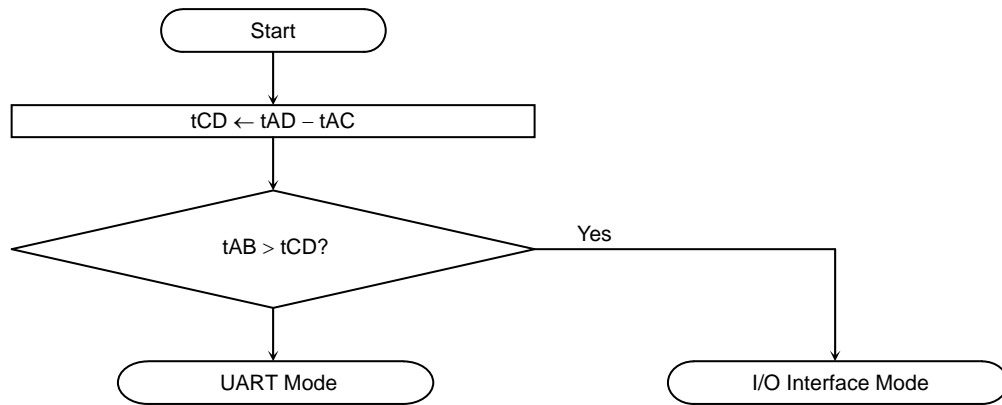 Start
tCD ← tAD − tAC
tAB > tCD?
Yes
UART Mode
I/O Interface Mode